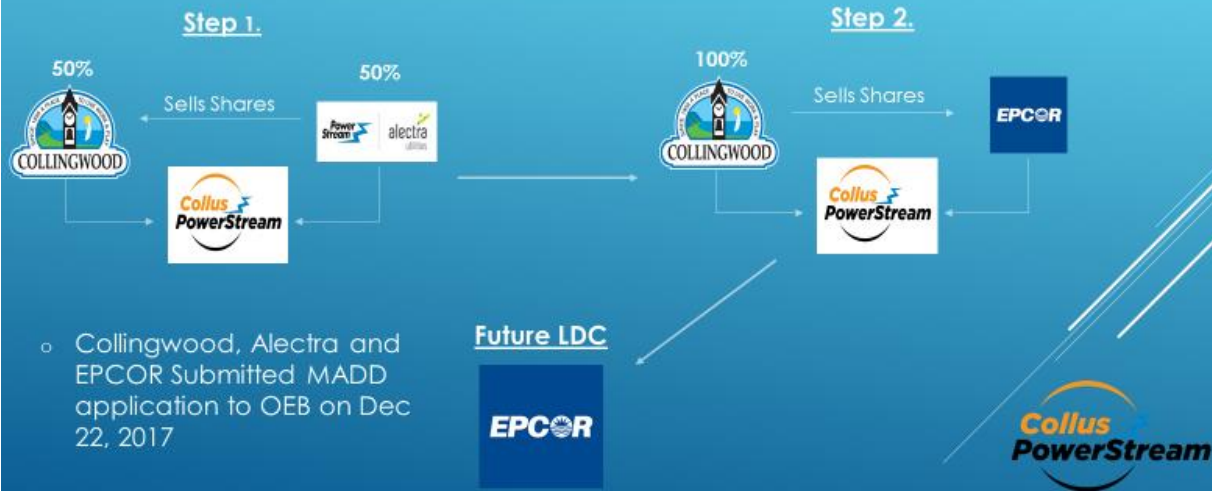 Step 1.
50%
50%
Sells Shares
COLLINGWOOD
Power
Stream
alectra
utilities
Collus
PowerStream
Step 2.
100%
Sells Shares
COLLINGWOOD
EPCOR
Collus
PowerStream
Collingwood, Alectra and
EPCOR Submitted MADD
application to OEB on Dec
22, 2017
Future LDC
EPCOR
Collus
PowerStream